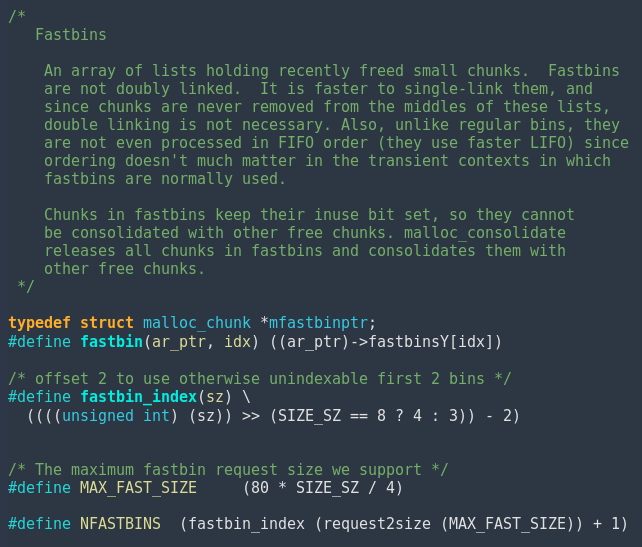 /*
   Fastbins

    An array of lists holding recently freed small chunks.  Fastbins
    are not doubly linked.  It is faster to single-link them, and
    since chunks are never removed from the middles of these lists,
    double linking is not necessary. Also, unlike regular bins, they
    are not even processed in FIFO order (they use faster LIFO) since
    ordering doesn't much matter in the transient contexts in which
    fastbins are normally used.

    Chunks in fastbins keep their inuse bit set, so they cannot
    be consolidated with other free chunks. malloc_consolidate
    releases all chunks in fastbins and consolidates them with
    other free chunks.
 */

typedef struct malloc_chunk *mfastbinptr;
#define fastbin(ar_ptr, idx) ((ar_ptr)->fastbinsY[idx])

/* offset 2 to use otherwise unindexable first 2 bins */
#define fastbin_index(sz) \
  ((((unsigned int) (sz)) >> (SIZE_SZ == 8 ? 4 : 3)) - 2)


/* The maximum fastbin request size we support */
#define MAX_FAST_SIZE     (80 * SIZE_SZ / 4)

#define NFASTBINS  (fastbin_index (request2size (MAX_FAST_SIZE)) + 1)